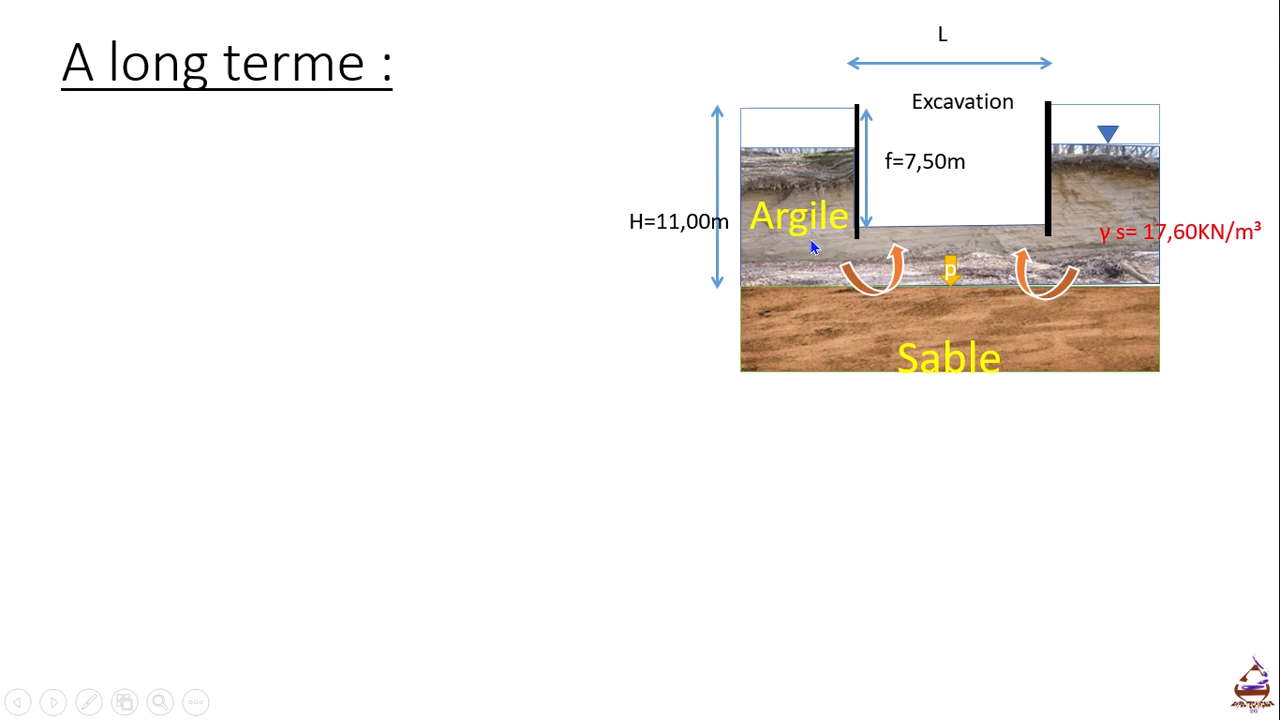 A long terme :
L
Excavation
f=7,50m
H=11,00m
Argile
γ s= 17,60KN/m³
p
Sable